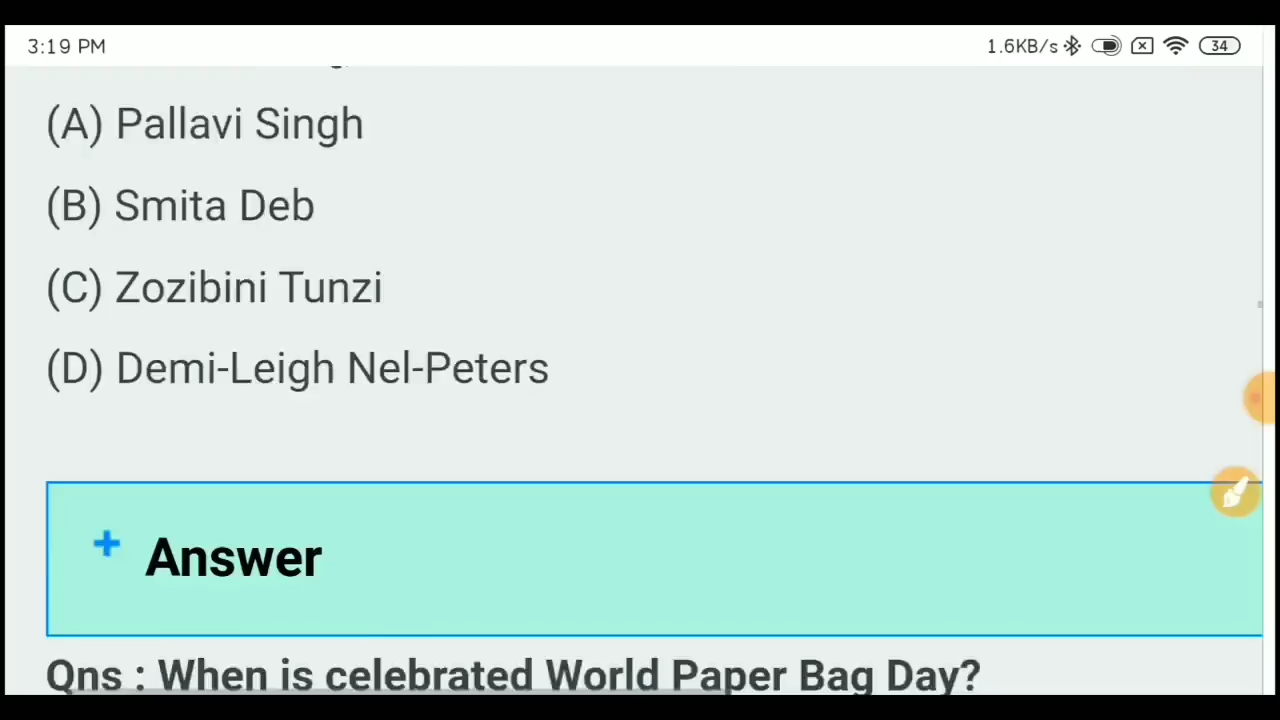 3:19 PM 1.6KB/s 34
(A) Pallavi Singh
(B) Smita Deb
(C) Zozibini Tunzi
(D) Demi-Leigh Nel-Peters
+ Answer
Qns : When is celebrated World Paper Bag Day?